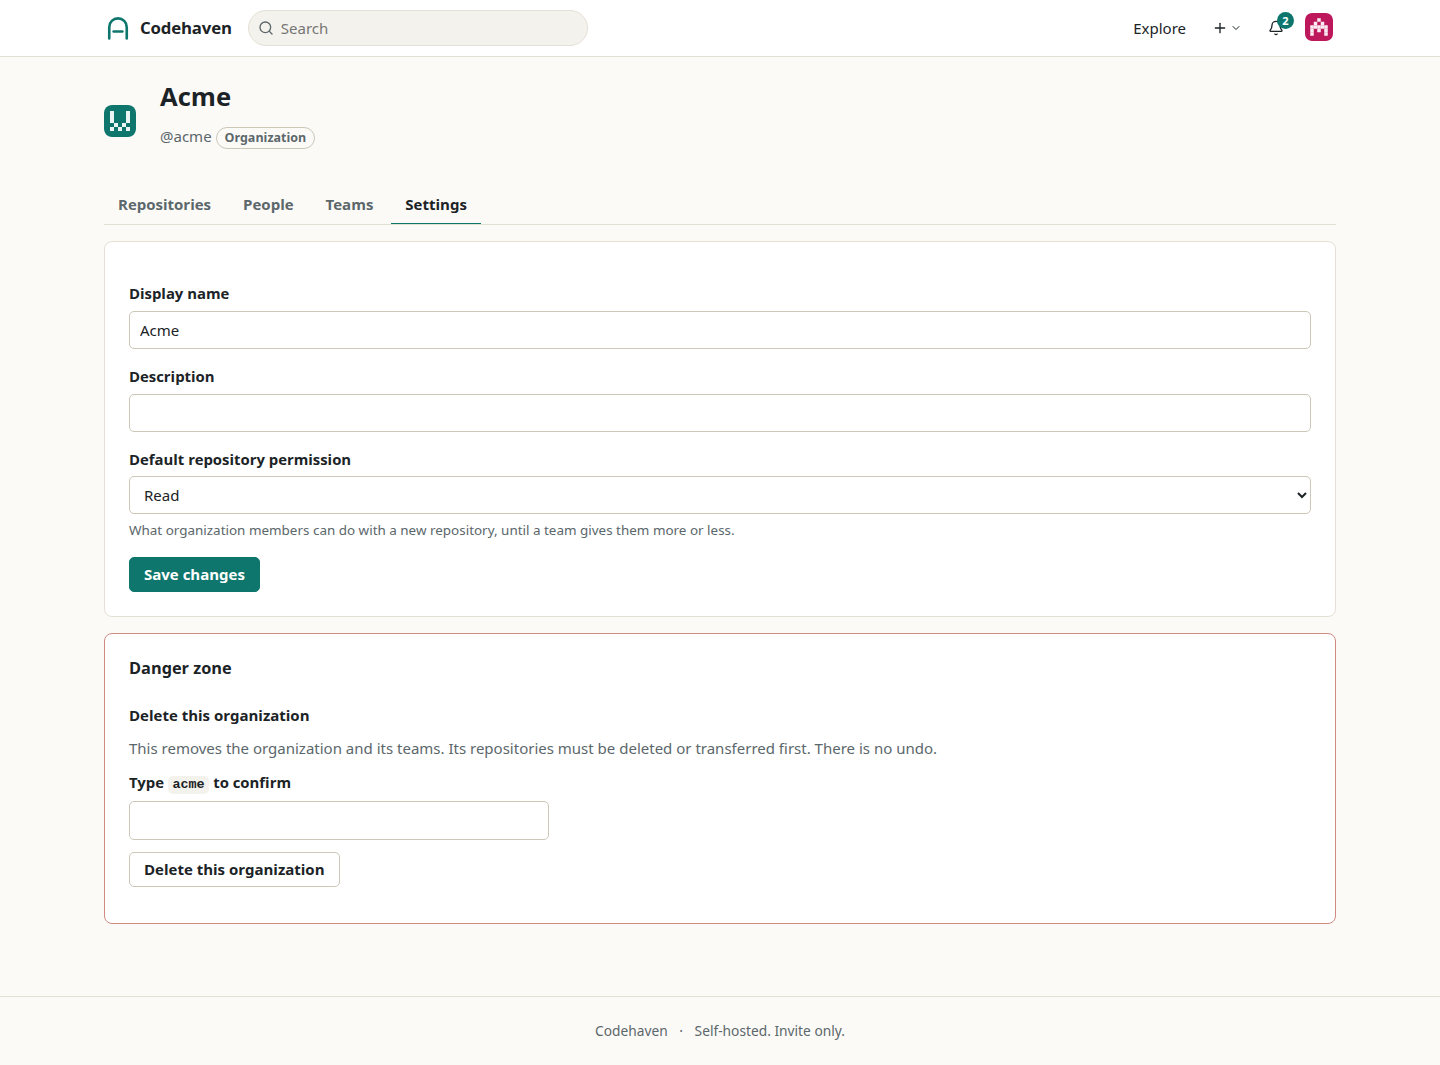 Codehaven
Search
Explore
2
Acme
@acme Organization
Repositories People Teams Settings
Display name
Acme
Description
Default repository permission
Read
What organization members can do with a new repository, until a team gives them more or less.
Save changes
Danger zone
Delete this organization
This removes the organization and its teams. Its repositories must be deleted or transferred first. There is no undo.
Type acme to confirm
Delete this organization
Codehaven · Self-hosted. Invite only.